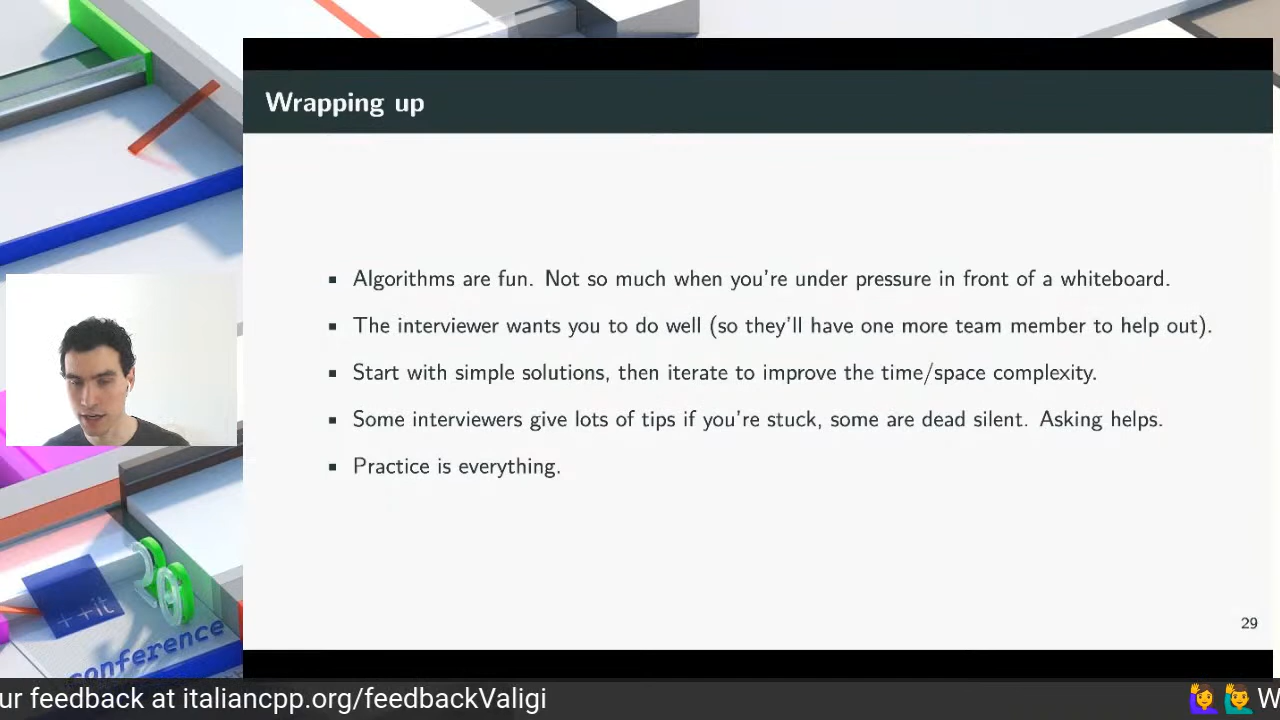 Wrapping up
▪ Algorithms are fun. Not so much when you're under pressure in front of a whiteboard.
▪ The interviewer wants you to do well (so they'll have one more team member to help out).
▪ Start with simple solutions, then iterate to improve the time/space complexity.
▪ Some interviewers give lots of tips if you're stuck, some are dead silent. Asking helps.
▪ Practice is everything.
29
++it
conference
ur feedback at italiancpp.org/feedbackValigi 🙋‍♀️ 🙋‍♂️ W